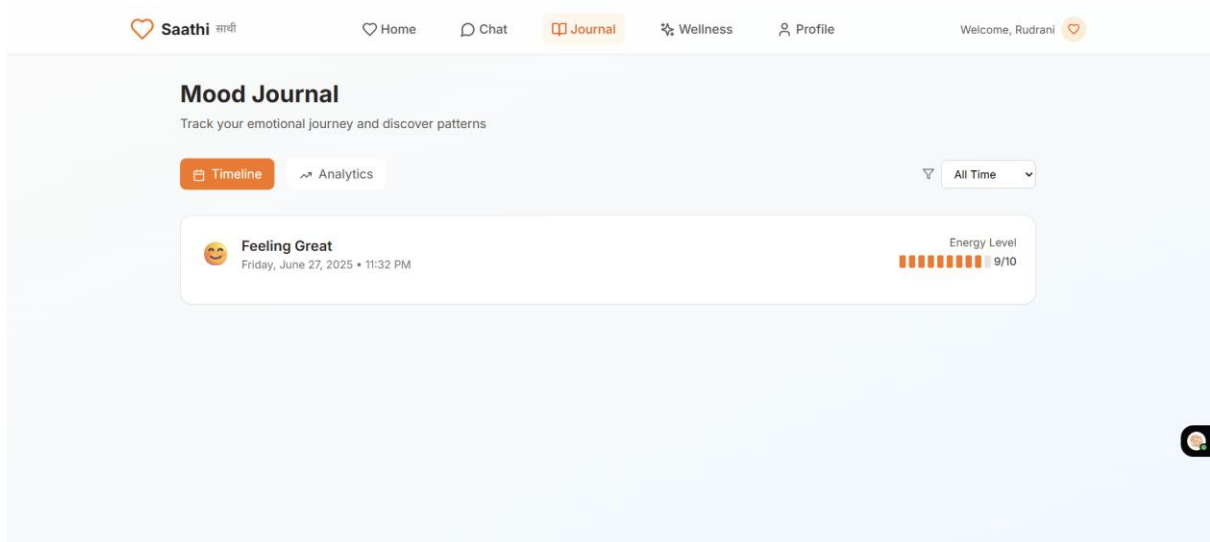 Saathi साथी
Home
Chat
Journal
Wellness
Profile
Welcome, Rudrani
Mood Journal
Track your emotional journey and discover patterns
Timeline
Analytics
All Time
Feeling Great
Friday, June 27, 2025 • 11:32 PM
Energy Level
9/10